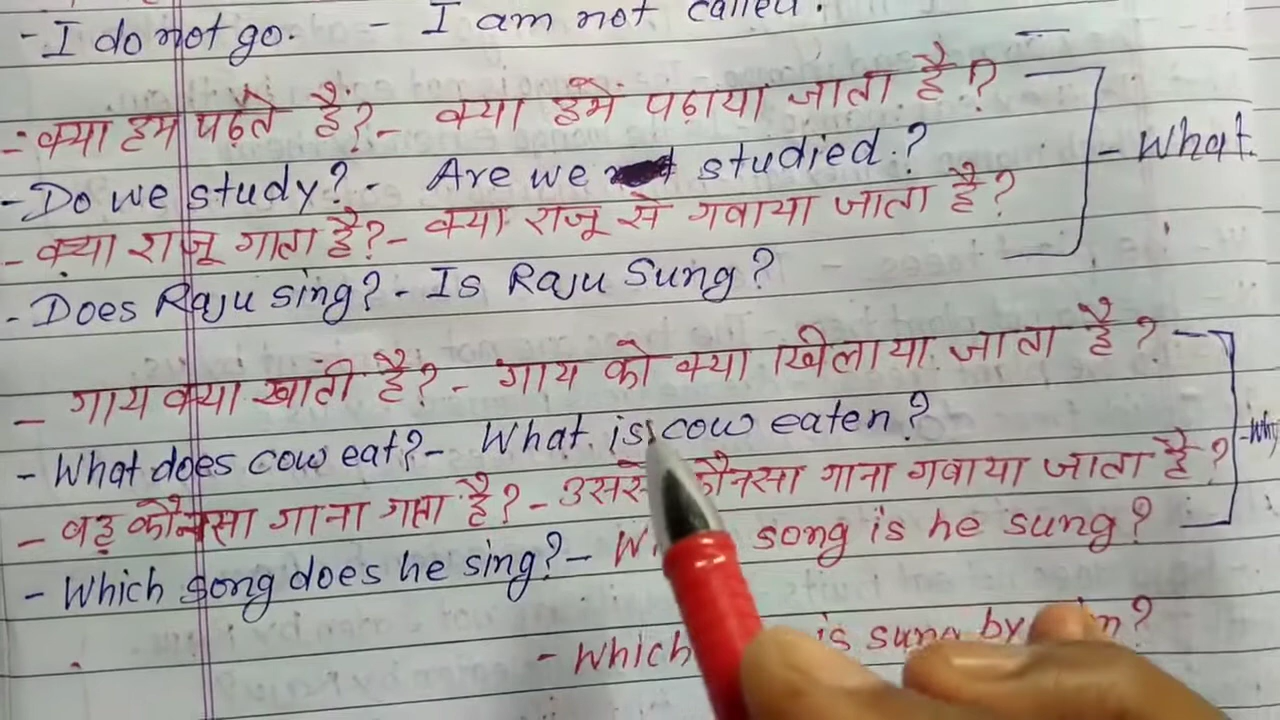 - I do not go. - I am not called.
- क्या हम पढ़ते हैं? - क्या हमें पढ़ाया जाता है?
- Do we study? - Are we studied? - What
- क्या राजू गाता है? - क्या राजू से गवाया जाता है?
- Does Raju sing? - Is Raju Sung?
- गाय क्या खाती है? - गाय को क्या खिलाया जाता है?
- What does cow eat? - What is cow eaten?
- वह कौनसा गाना गाता है? - उससे कौनसा गाना गवाया जाता है?
- Which song does he sing? - song is he sung?
- Which is sung by